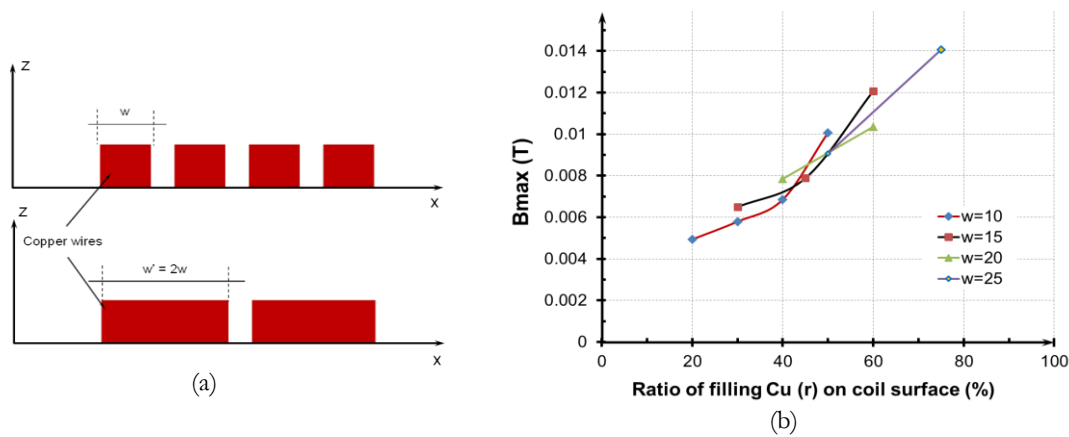 Z
w
X
Z
Copper wires
w' = 2w
X
(a)
Bmax (T)
0.014
0.012
0.01
0.008
0.006
0.004
0.002
0
0 20 40 60 80 100
w=10
w=15
w=20
w=25
Ratio of filling Cu (r) on coil surface (%)
(b)